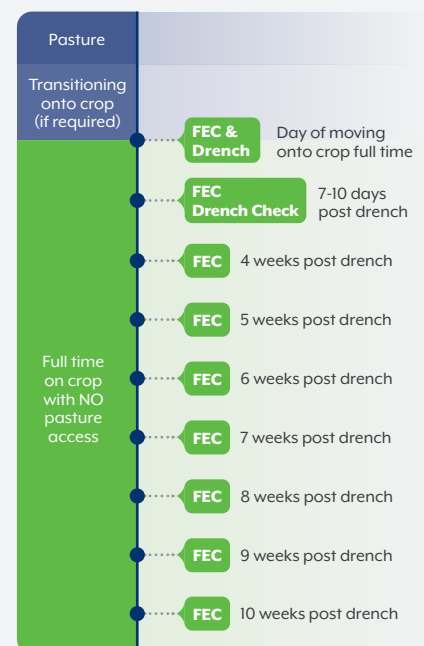 Pasture
Transitioning
onto crop
(if required)
FEC &
Drench
Day of moving
onto crop full time
FEC
Drench Check
7-10 days
post drench
FEC 4 weeks post drench
FEC 5 weeks post drench
Full time
on crop
with NO
pasture
access
FEC 6 weeks post drench
FEC 7 weeks post drench
FEC 8 weeks post drench
FEC 9 weeks post drench
FEC 10 weeks post drench